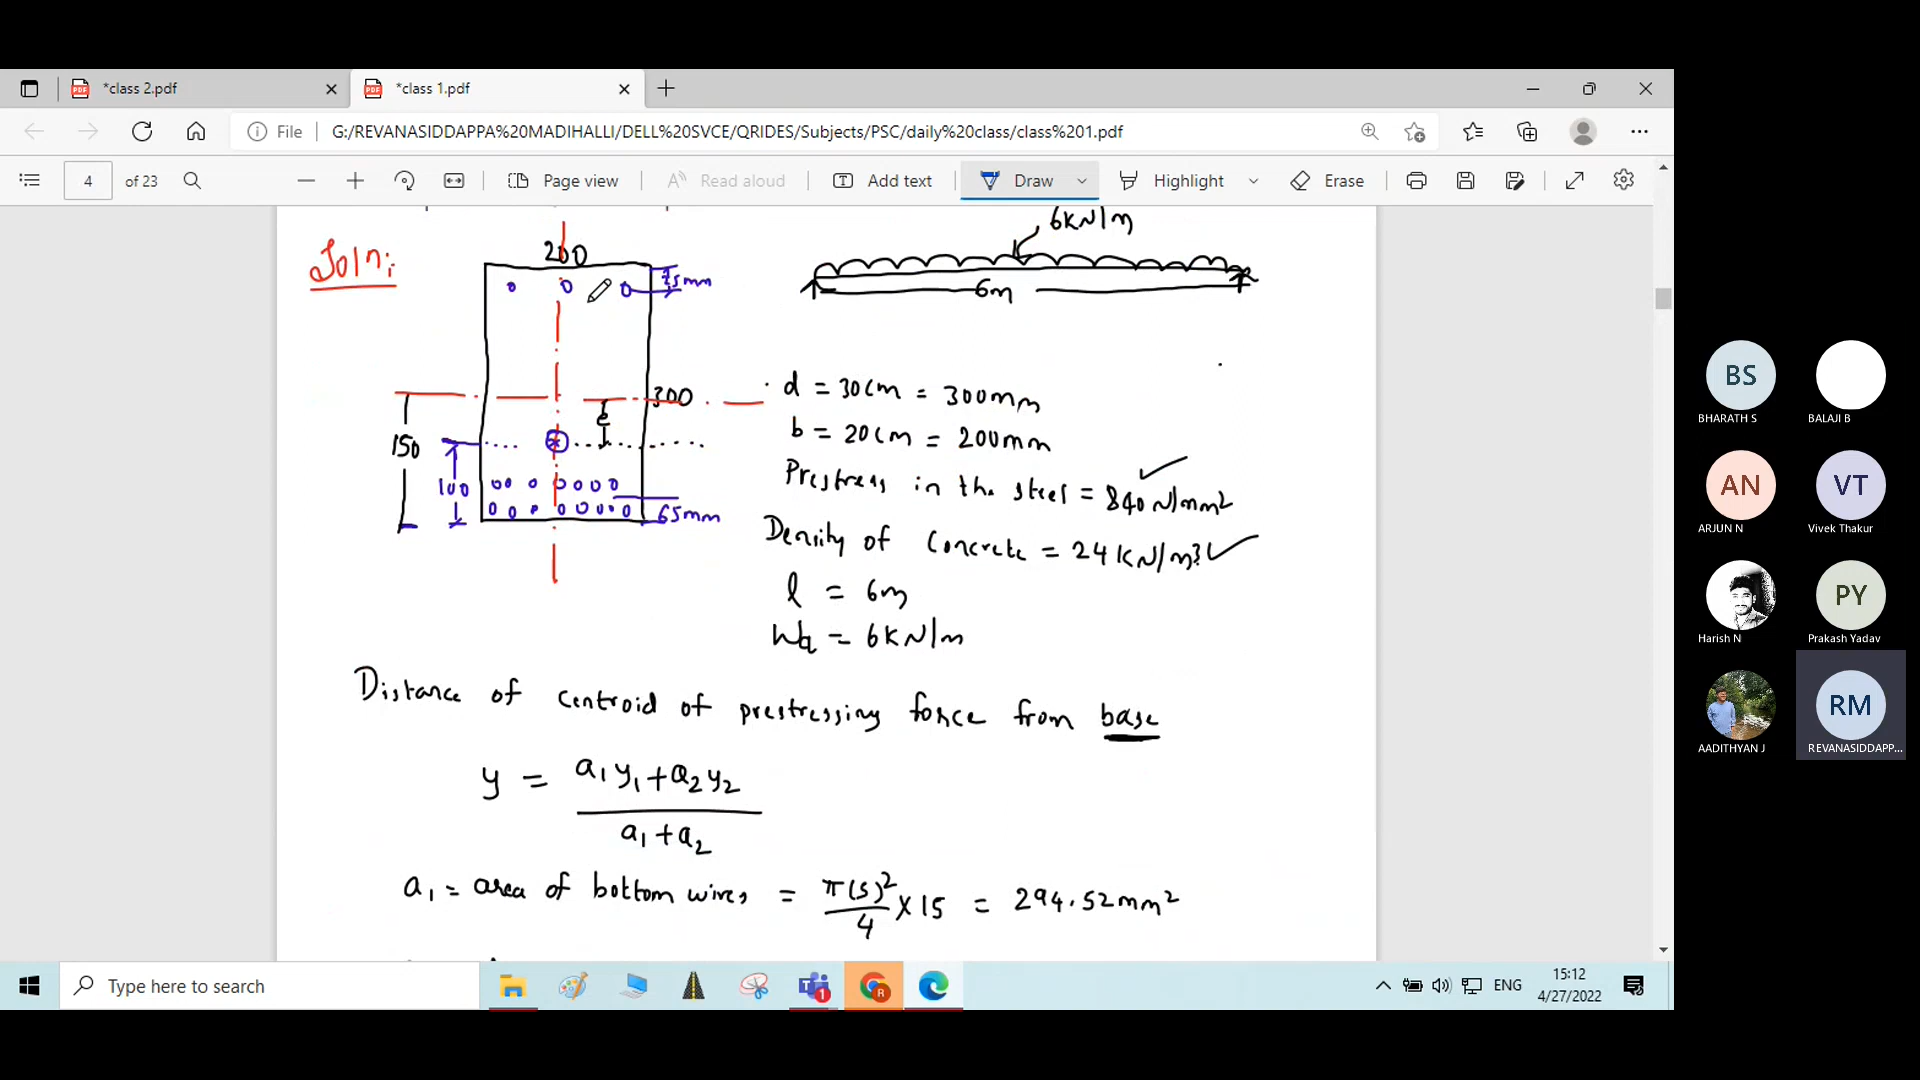 *class 2.pdf
*class 1.pdf
File
G:/REVANASIDDAPPA%20MADIHALLI/DELL%20SVCE/QRIDES/Subjects/PSC/daily%20class/class%201.pdf
4 of 23
Page view
Read aloud
Add text
Draw
Highlight
Erase
Soln:
200
75mm
300
e
150
100
65mm
6KN/m
6m
d = 30cm = 300mm
b = 20cm = 200mm
Prestress in the steel = 840 N/mm²
Density of Concrete = 24 KN/m³
l = 6m
Wq = 6KN/m
Distance of centroid of prestressing force from base
y = a₁y₁+a₂y₂
a₁+a₂
a₁ = area of bottom wires = π(5)²/4 × 15 = 294.52mm²
BS
BHARATH S
BALAJI B
AN
ARJUN N
VT
Vivek Thakur
Harish N
PY
Prakash Yadav
AADITHYAN J
RM
REVANASIDDAPP...
Type here to search
1
R
ENG
15:12
4/27/2022